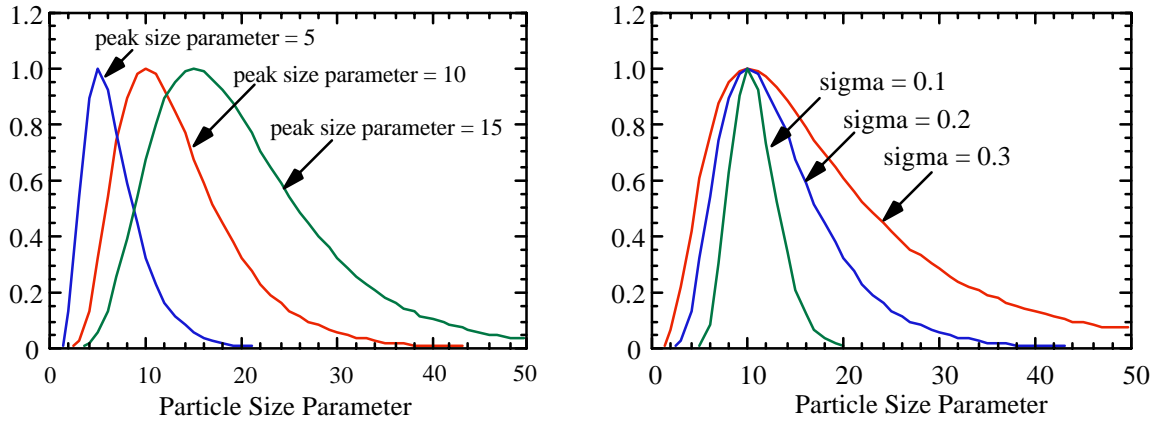 1.2
1.0
0.8
0.6
0.4
0.2
0
peak size parameter = 5
peak size parameter = 10
peak size parameter = 15
0 10 20 30 40 50
Particle Size Parameter
1.2
1.0
0.8
0.6
0.4
0.2
0
sigma = 0.1
sigma = 0.2
sigma = 0.3
0 10 20 30 40 50
Particle Size Parameter